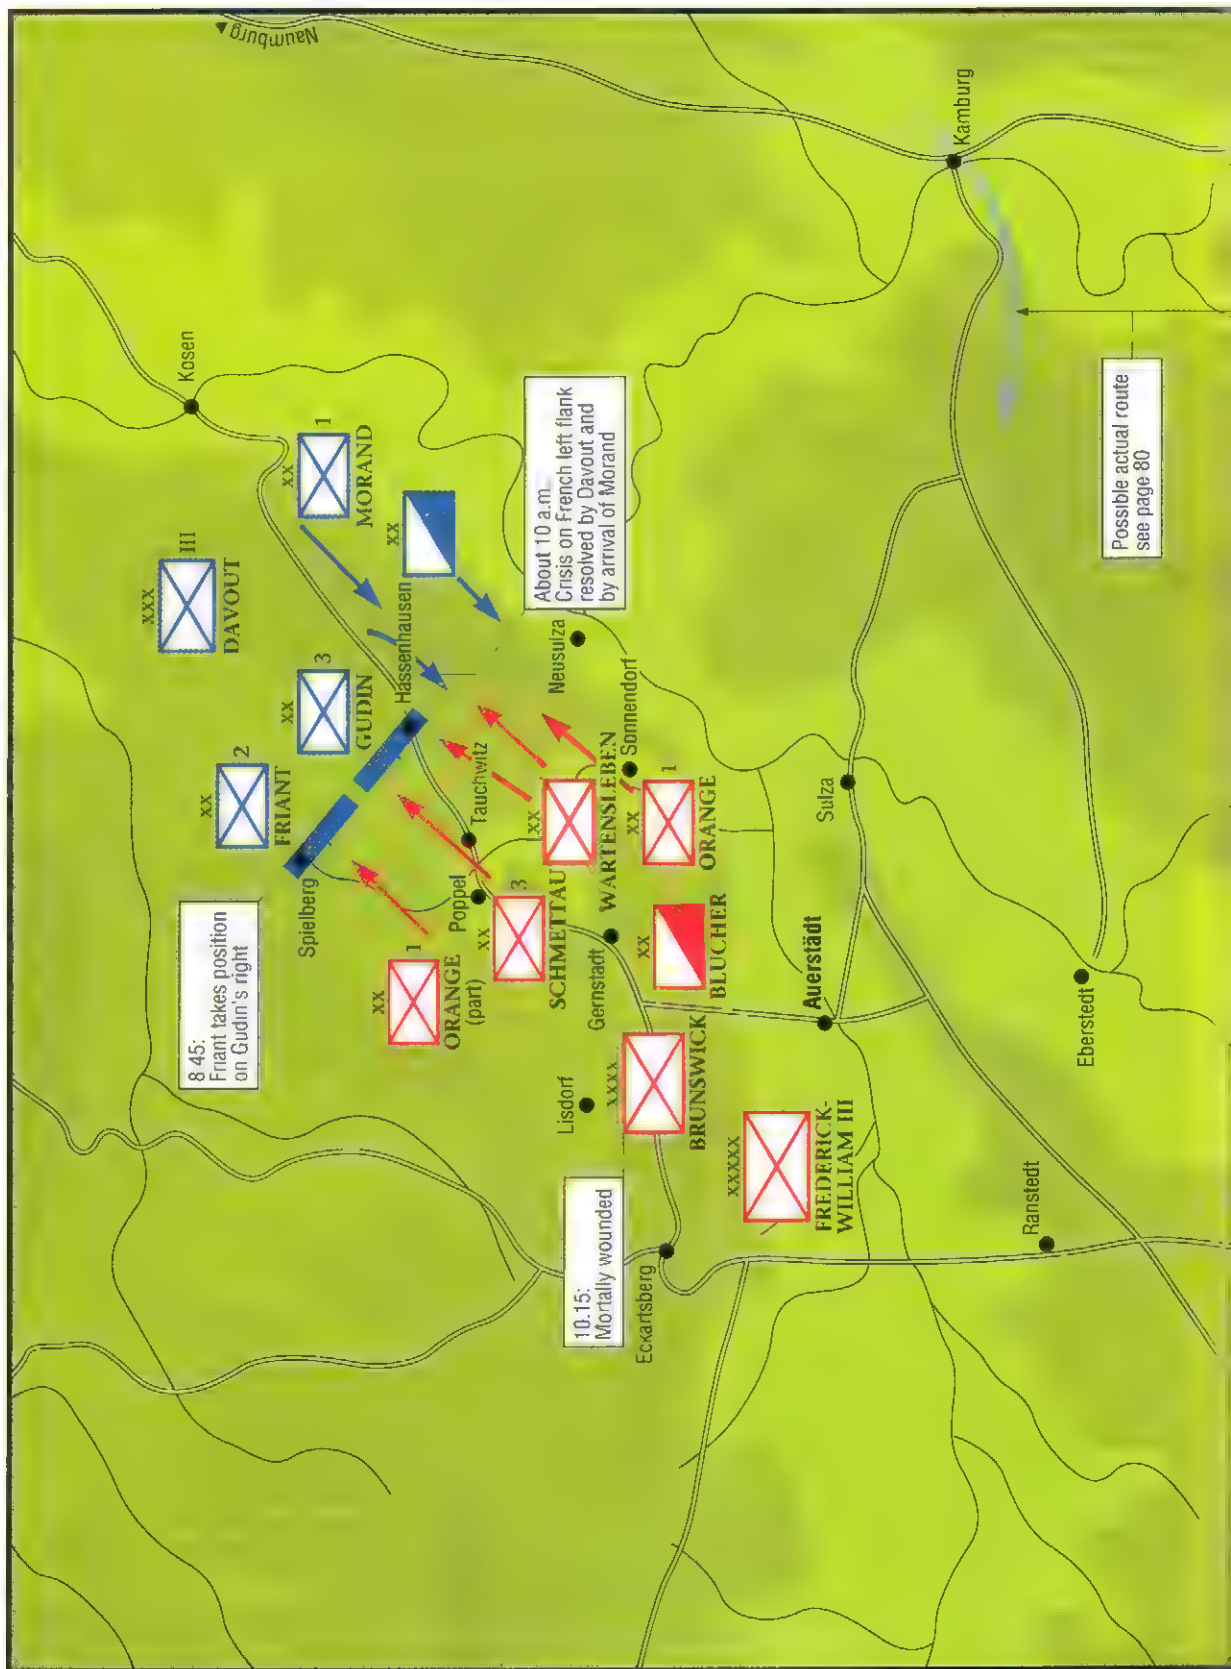 Naumburg
Kosen
Kamburg
XX
1
MORAND
XX
XXX
III
DAVOUT
XX
3
GUDIN
Hassenhausen
XX
2
FRIANT
About 10 a.m.
Crisis on French left flank
resolved by Davout and
by arrival of Morand
Possible actual route
see page 80
Neusulza
Sonnendorf
Tauchwitz
Spielberg
Poppel
8 45:
Friant takes position
on Gudin's right
XX
1
ORANGE
(part)
XX
3
SCHMETTAU
XX
WARTENSLEBEN
XX
1
ORANGE
XX
BLUCHER
Sulza
Gernstadt
Auerstädt
Lisdorf
XXXX
BRUNSWICK
Eberstedt
10.15:
Mortally wounded
XXXXX
FREDERICK-
WILLIAM III
Eckartsberg
Ranstedt